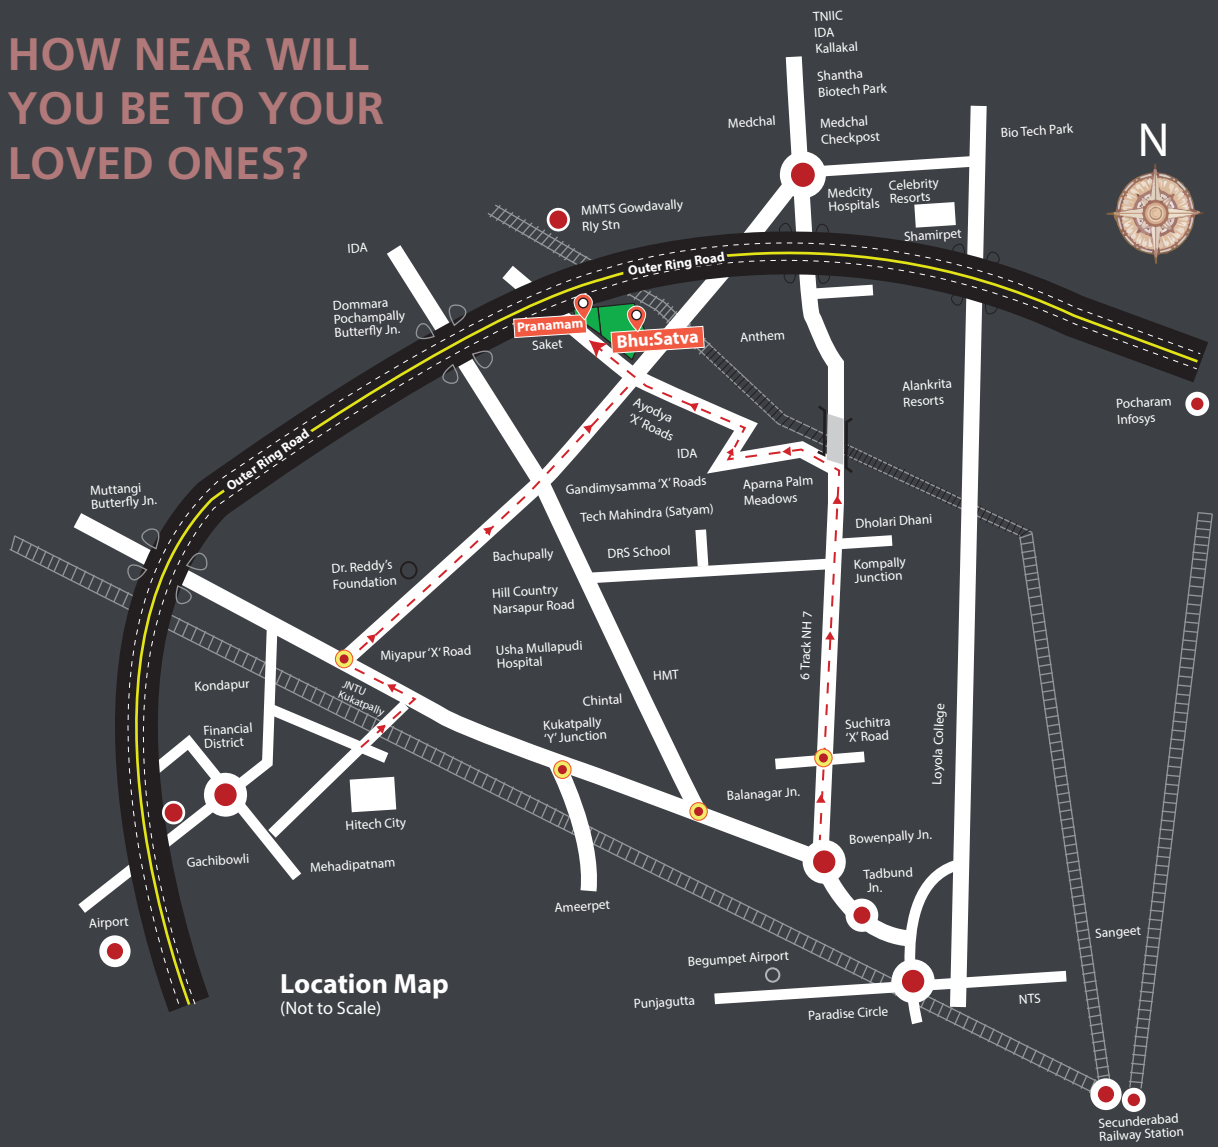 HOW NEAR WILL
YOU BE TO YOUR
LOVED ONES?
TNIIC
IDA
Kallakal
Shantha
Biotech Park
Medchal
Medchal
Checkpost
Bio Tech Park
N
Medcity
Hospitals
Celebrity
Resorts
Shamirpet
MMTS Gowdavally
Rly Stn
IDA
Outer Ring Road
Dommara
Pochampally
Butterfly Jn.
Pranamam
Saket
Bhu:Satva
Anthem
Alankrita
Resorts
Pocharam
Infosys
Ayodya
'X' Roads
IDA
Outer Ring Road
Muttangi
Butterfly Jn.
Gandimysamma 'X' Roads
Aparna Palm
Meadows
Tech Mahindra (Satyam)
Dholari Dhani
Bachupally
DRS School
Kompally
Junction
Dr. Reddy's
Foundation
Hill Country
Narsapur Road
6 Track NH 7
Miyapur 'X' Road
Usha Mullapudi
Hospital
HMT
JNTU
Kukatpally
Kondapur
Chintal
Financial
District
Kukatpally
'Y' Junction
Suchitra
'X' Road
Loyola College
Balanagar Jn.
Hitech City
Bowenpally Jn.
Gachibowli
Mehadipatnam
Tadbund
Jn.
Ameerpet
Airport
Sangeet
Begumpet Airport
Location Map
(Not to Scale)
Punjagutta
Paradise Circle
NTS
Secunderabad
Railway Station